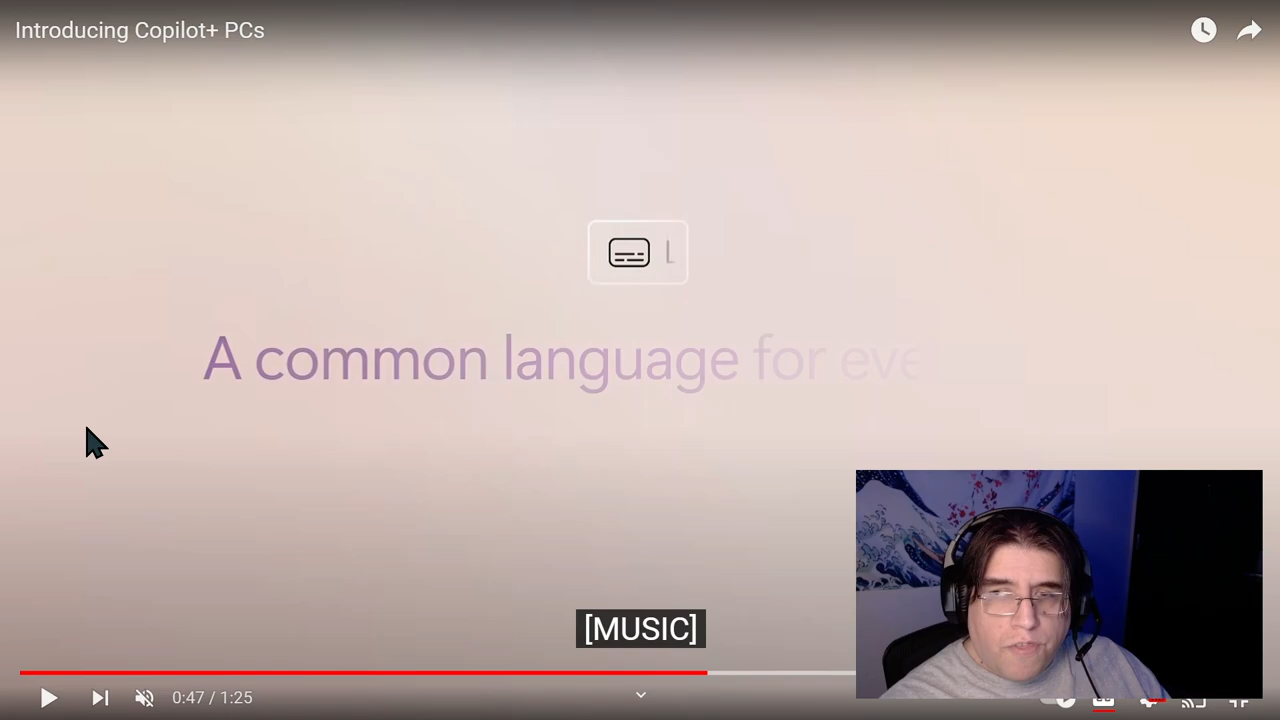 Introducing Copilot+ PCs
L
A common language for eve
[MUSIC]
0:47 / 1:25